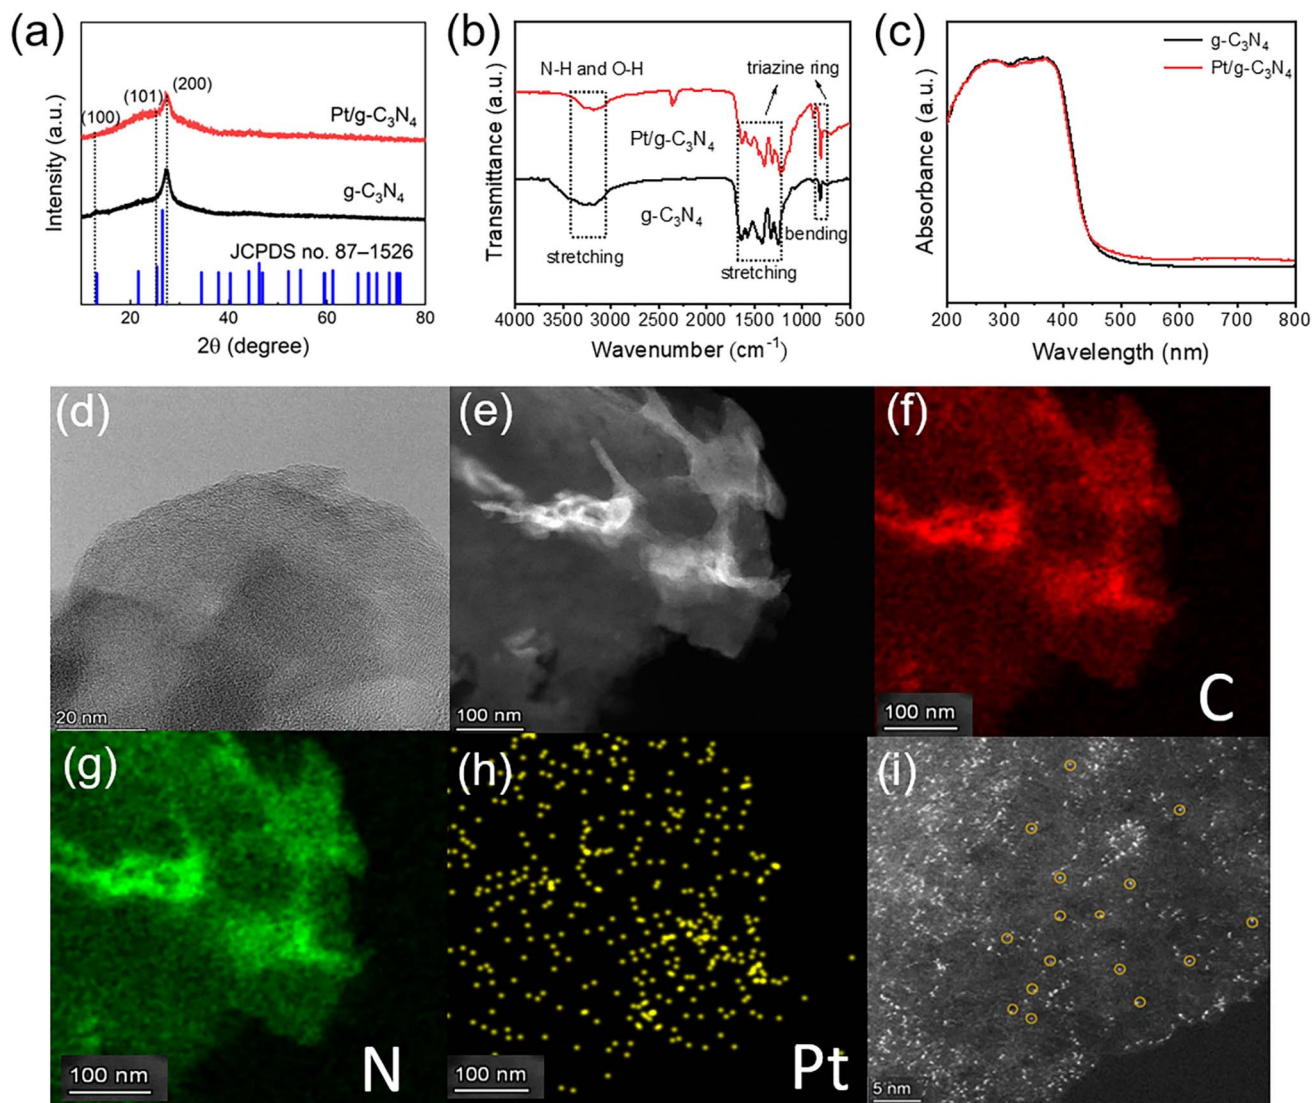 (a)
Intensity (a.u.)
(100)
(101)
(200)
Pt/g-C₃N₄
g-C₃N₄
JCPDS no. 87–1526
20 40 60 80
2θ (degree)
(b)
Transmittance (a.u.)
N-H and O-H
triazine ring
Pt/g-C₃N₄
g-C₃N₄
bending
stretching
stretching
4000 3500 3000 2500 2000 1500 1000 500
Wavenumber (cm⁻¹)
(c)
Absorbance (a.u.)
g-C₃N₄
Pt/g-C₃N₄
200 300 400 500 600 700 800
Wavelength (nm)
(d)
20 nm
(e)
100 nm
(f)
100 nm
C
(g)
100 nm
N
(h)
100 nm
Pt
(i)
5 nm